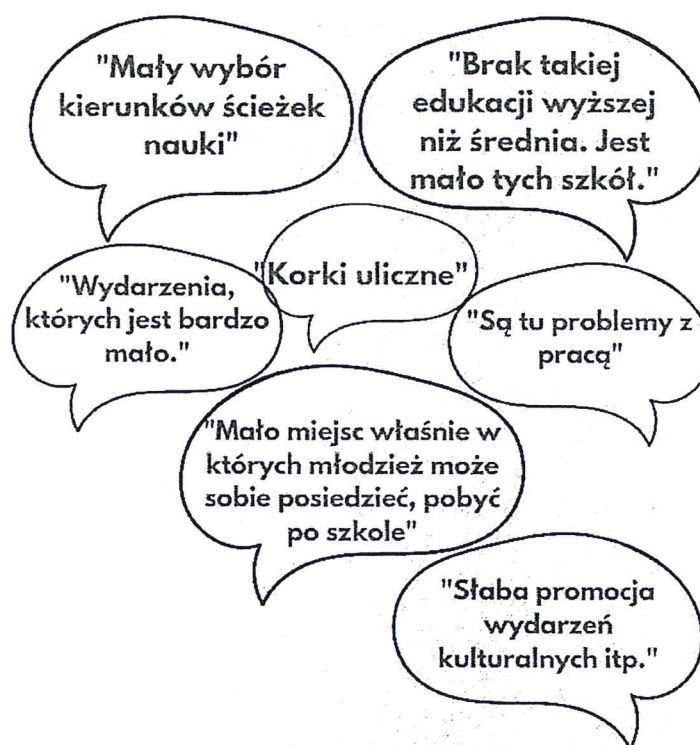 "Mały wybór
kierunków ścieżek
nauki"
"Brak takiej
edukacji wyższej
niż średnia. Jest
mało tych szkół."
"Korki uliczne"
"Wydarzenia,
których jest bardzo
mało."
"Są tu problemy z
pracą"
"Mało miejsc właśnie w
których młodzież może
sobie posiedzieć, pobyć
po szkole"
"Słaba promocja
wydarzeń
kulturalnych itp."